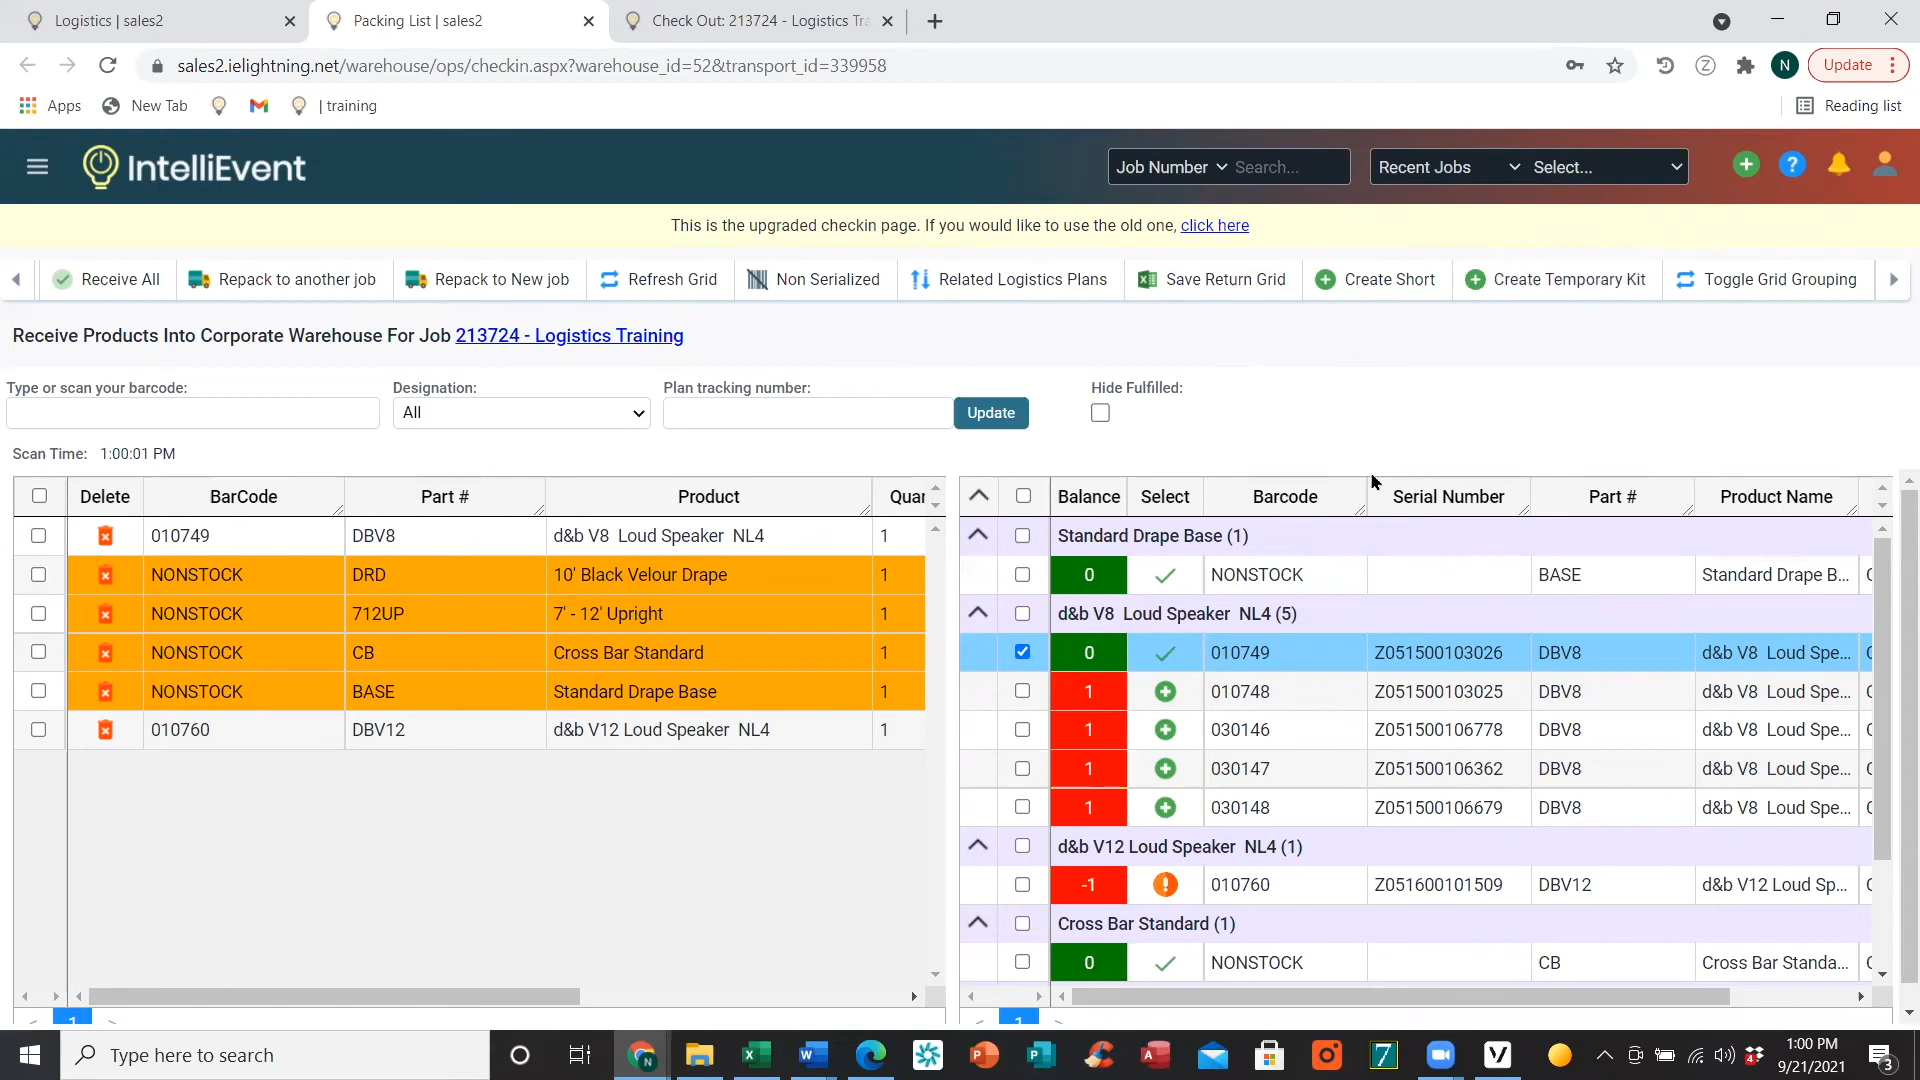 Logistics | sales2
Packing List | sales2
Check Out: 213724 - Logistics Tra
sales2.ielightning.net/warehouse/ops/checkin.aspx?warehouse_id=52&transport_id=339958
N
Update
Apps
New Tab
| training
Reading list
IntelliEvent
Job Number
Search...
Recent Jobs
Select...
This is the upgraded checkin page. If you would like to use the old one, click here
Receive All
Repack to another job
Repack to New job
Refresh Grid
Non Serialized
Related Logistics Plans
Save Return Grid
Create Short
Create Temporary Kit
Toggle Grid Grouping
Receive Products Into Corporate Warehouse For Job 213724 - Logistics Training
Type or scan your barcode:
Designation:
Plan tracking number:
Hide Fulfilled:
All
Update
Scan Time: 1:00:01 PM
Delete BarCode Part # Product Quar
010749 DBV8 d&b V8 Loud Speaker NL4 1
NONSTOCK DRD 10' Black Velour Drape 1
NONSTOCK 712UP 7' - 12' Upright 1
NONSTOCK CB Cross Bar Standard 1
NONSTOCK BASE Standard Drape Base 1
010760 DBV12 d&b V12 Loud Speaker NL4 1
1
Balance Select Barcode Serial Number Part # Product Name
Standard Drape Base (1)
0 NONSTOCK BASE Standard Drape B...
d&b V8 Loud Speaker NL4 (5)
0 010749 Z051500103026 DBV8 d&b V8 Loud Spe...
1 010748 Z051500103025 DBV8 d&b V8 Loud Spe...
1 030146 Z051500106778 DBV8 d&b V8 Loud Spe...
1 030147 Z051500106362 DBV8 d&b V8 Loud Spe...
1 030148 Z051500106679 DBV8 d&b V8 Loud Spe...
d&b V12 Loud Speaker NL4 (1)
-1 010760 Z051600101509 DBV12 d&b V12 Loud Sp...
Cross Bar Standard (1)
0 NONSTOCK CB Cross Bar Standa...
1
Type here to search
1:00 PM
9/21/2021
3